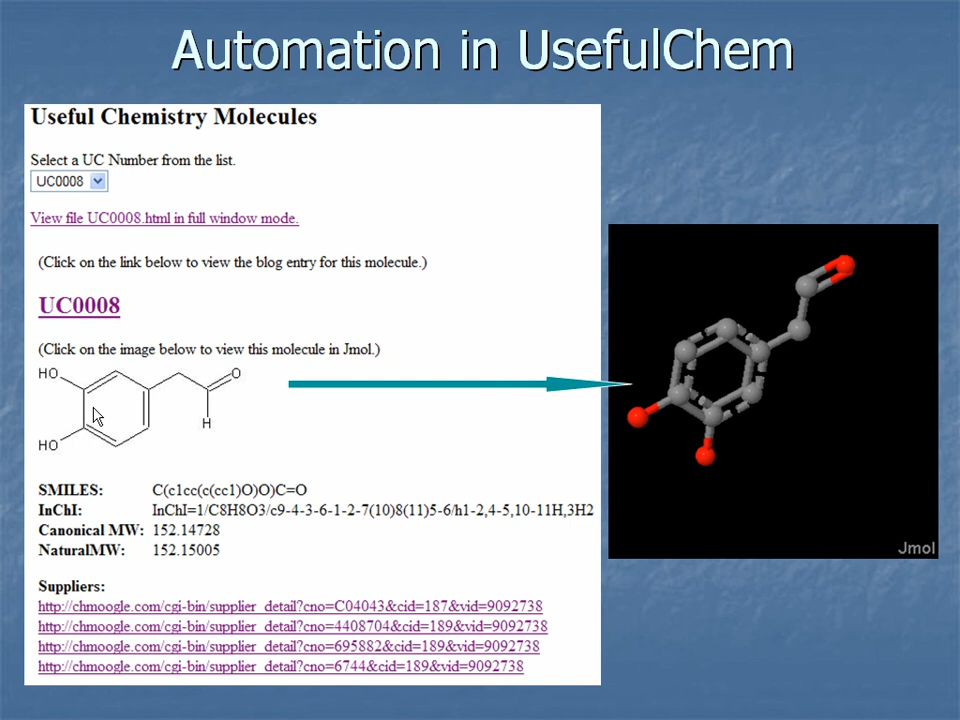 Automation in UsefulChem
Useful Chemistry Molecules
Select a UC Number from the list.
UC0008
View file UC0008.html in full window mode.
(Click on the link below to view the blog entry for this molecule.)
UC0008
(Click on the image below to view this molecule in Jmol.)
HO
O
H
HO
SMILES: C(c1cc(c(cc1)O)O)C=O
InChI: InChI=1/C8H8O3/c9-4-3-6-1-2-7(10)8(11)5-6/h1-2,4-5,10-11H,3H2
Canonical MW: 152.14728
NaturalMW: 152.15005
Suppliers:
http://chmoogle.com/cgi-bin/supplier_detail?cno=C04043&cid=187&vid=9092738
http://chmoogle.com/cgi-bin/supplier_detail?cno=4408704&cid=189&vid=9092738
http://chmoogle.com/cgi-bin/supplier_detail?cno=695882&cid=189&vid=9092738
http://chmoogle.com/cgi-bin/supplier_detail?cno=6744&cid=189&vid=9092738
Jmol